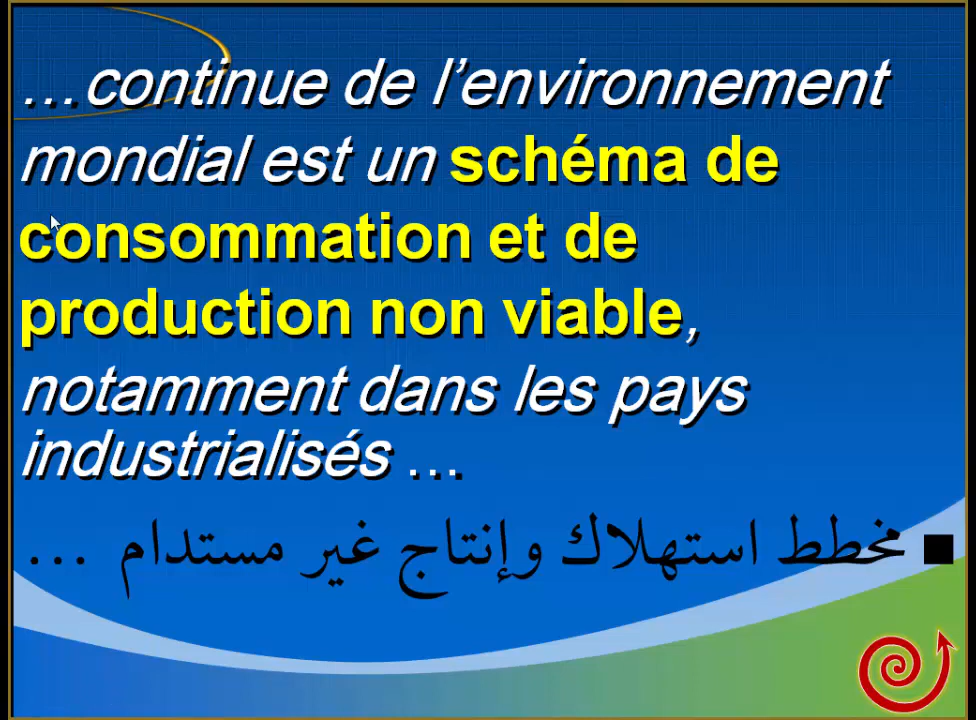 …continue de l’environnement
mondial est un schéma de
consommation et de
production non viable,
notamment dans les pays
industrialisés …
■ مخطط استهلاك وإنتاج غير مستدام ...